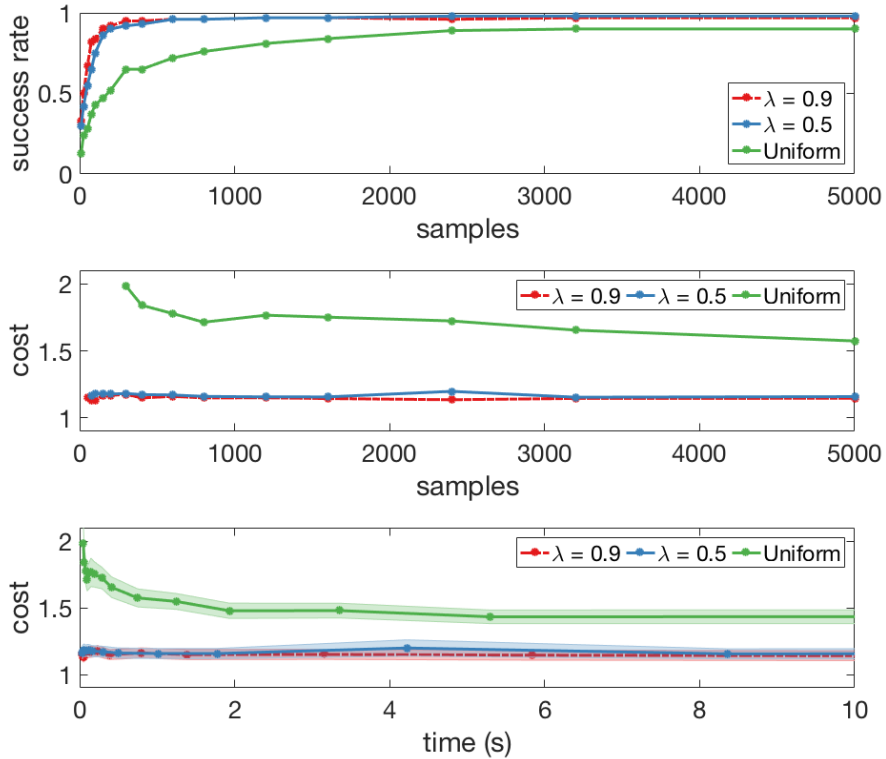 success rate
1
0.5
0
λ = 0.9
λ = 0.5
Uniform
0 1000 2000 3000 4000 5000
samples
cost
2
1.5
1
λ = 0.9 λ = 0.5 Uniform
0 1000 2000 3000 4000 5000
samples
cost
2
1.5
1
λ = 0.9 λ = 0.5 Uniform
0 2 4 6 8 10
time (s)